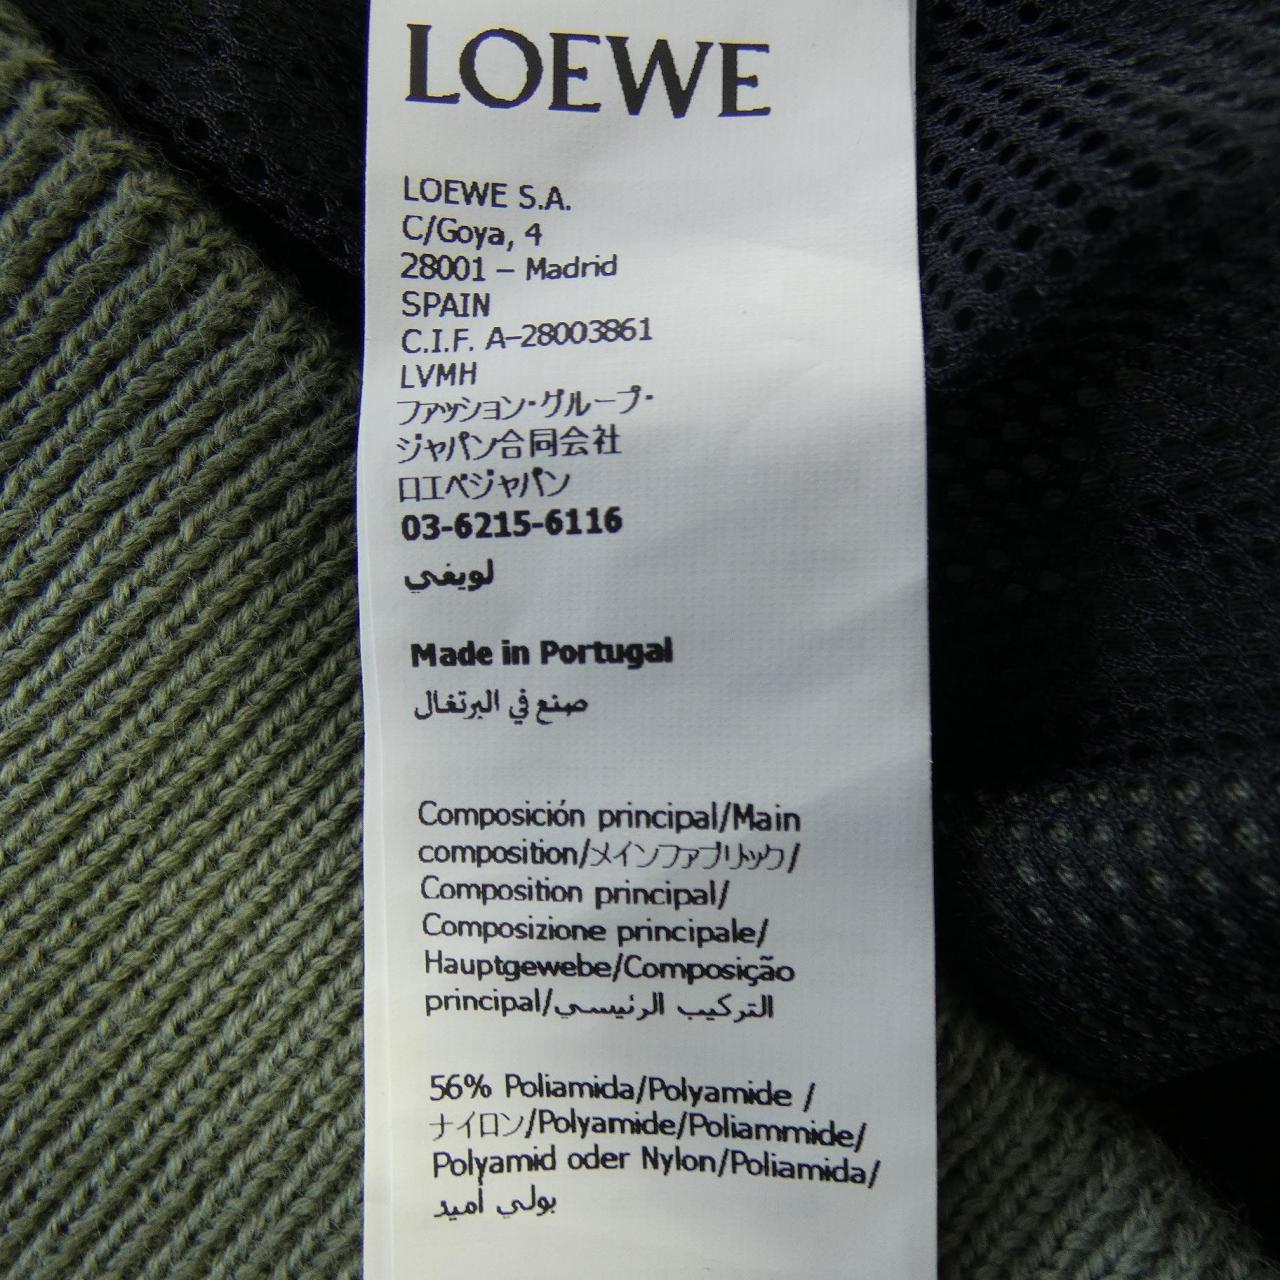 LOEWE
LOEWE S.A.
C/Goya, 4
28001 – Madrid
SPAIN
C.I.F. A–28003861
LVMH
ファッション・グループ・
ジャパン合同会社
ロエベジャパン
03-6215-6116
لويفي
Made in Portugal
صنع في البرتغال
Composición principal/Main
composition/メインファブリック/
Composition principal/
Composizione principale/
Hauptgewebe/Composição
principal/التركيب الرئيسي
56% Poliamida/Polyamide /
ナイロン/Polyamide/Poliammide/
Polyamid oder Nylon/Poliamida/
بولي أميد